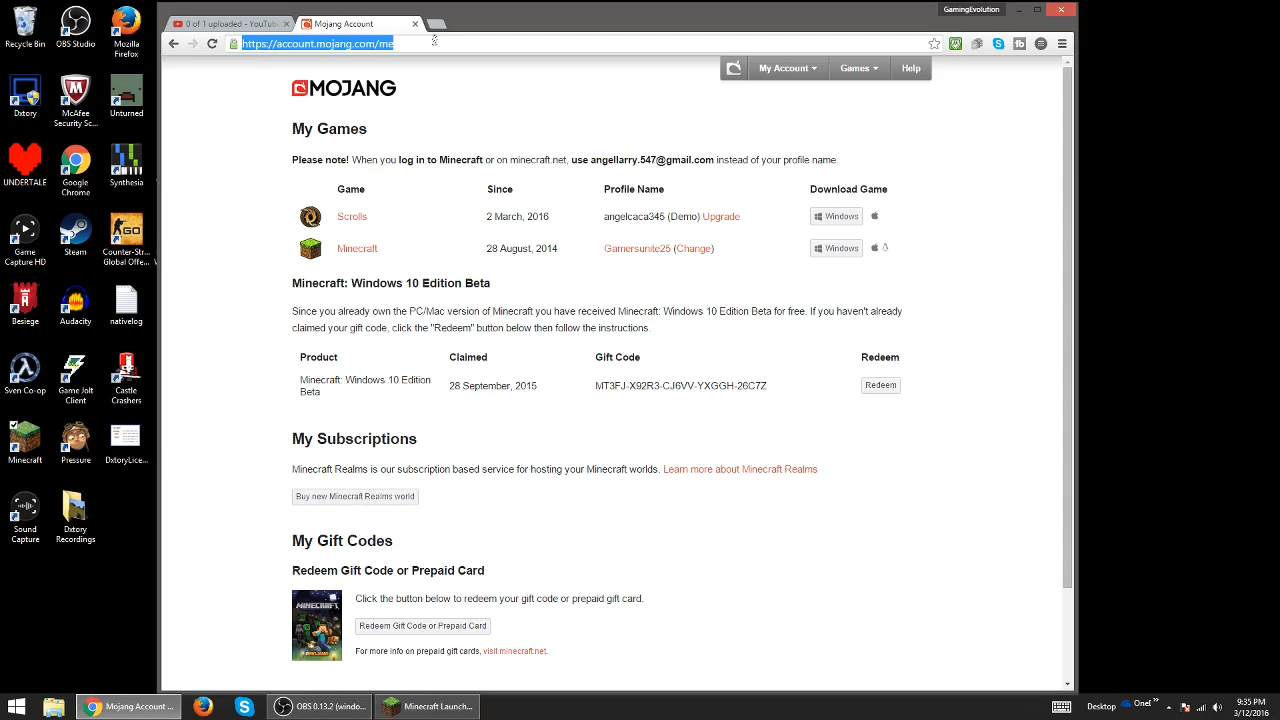 GamingEvolution
0 of 1 uploaded - YouTub
Mojang Account
https://account.mojang.com/me
My Account
Games
Help
MOJANG
My Games
Please note! When you log in to Minecraft or on minecraft.net, use angellarry.547@gmail.com instead of your profile name.
Game Since Profile Name Download Game
Scrolls 2 March, 2016 angelcaca345 (Demo) Upgrade Windows
Minecraft 28 August, 2014 Gamersunite25 (Change) Windows
Minecraft: Windows 10 Edition Beta
Since you already own the PC/Mac version of Minecraft you have received Minecraft: Windows 10 Edition Beta for free. If you haven't already
claimed your gift code, click the "Redeem" button below then follow the instructions.
Product Claimed Gift Code Redeem
Minecraft: Windows 10 Edition
Beta
28 September, 2015 MT3FJ-X92R3-CJ6VV-YXGGH-26C7Z Redeem
My Subscriptions
Minecraft Realms is our subscription based service for hosting your Minecraft worlds. Learn more about Minecraft Realms
Buy new Minecraft Realms world
My Gift Codes
Redeem Gift Code or Prepaid Card
Click the button below to redeem your gift code or prepaid gift card.
Redeem Gift Code or Prepaid Card
For more info on prepaid gift cards, visit minecraft.net.
MINECRAFT
MOJANG
Recycle Bin
OBS Studio
Mozilla
Firefox
Dxtory
McAfee
Security Sc...
Unturned
UNDERTALE
Google
Chrome
Synthesia
Game
Capture HD
Steam
Counter-Str...
Global Offe...
Besiege
Audacity
nativelog
Sven Co-op
Game Jolt
Client
Castle
Crashers
Minecraft
Pressure
DxtoryLice...
Sound
Capture
Dxtory
Recordings
Mojang Account ...
OBS 0.13.2 (windo...
Minecraft Launch...
Desktop
OneI
9:35 PM
3/12/2016